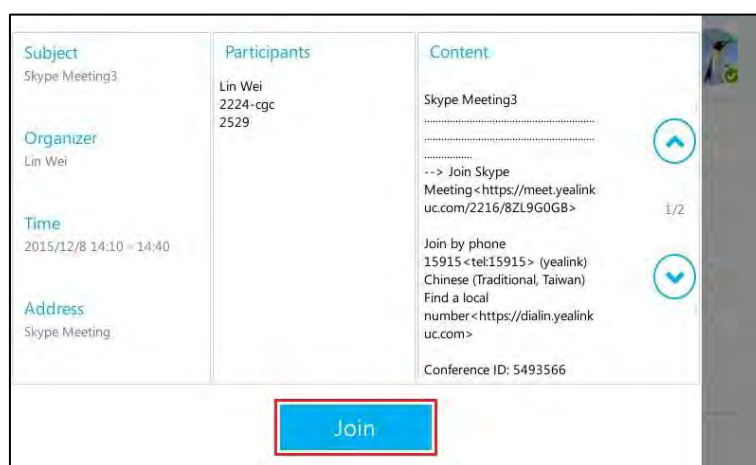 Subject
Skype Meeting3
Organizer
Lin Wei
Time
2015/12/8 14:10 - 14:40
Address
Skype Meeting
Participants
Lin Wei
2224-cgc
2529
Content
Skype Meeting3
............................................................
............................................................
.................
--> Join Skype
Meeting<https://meet.yealink
uc.com/2216/8ZL9G0GB>
Join by phone
15915<tel:15915> (yealink)
Chinese (Traditional, Taiwan)
Find a local
number<https://dialin.yealink
uc.com>
Conference ID: 5493566
1/2
Join